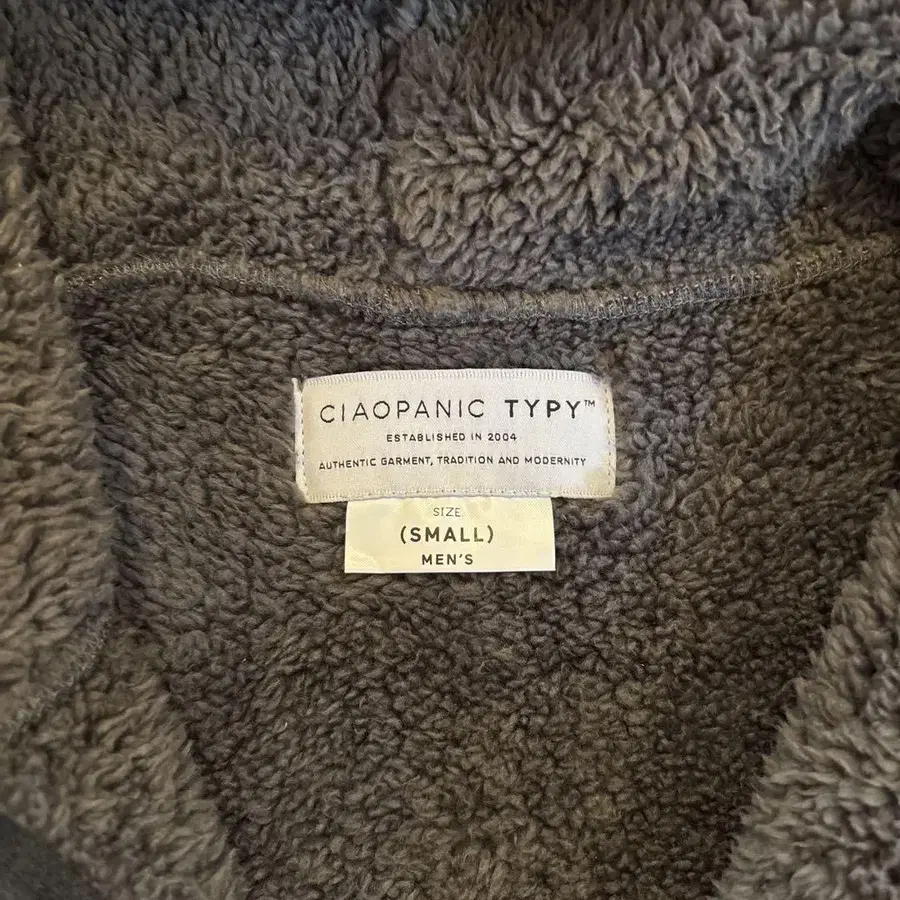 CIAOPANIC TYPY™
ESTABLISHED IN 2004
AUTHENTIC GARMENT, TRADITION AND MODERNITY
SIZE
(SMALL)
MEN'S